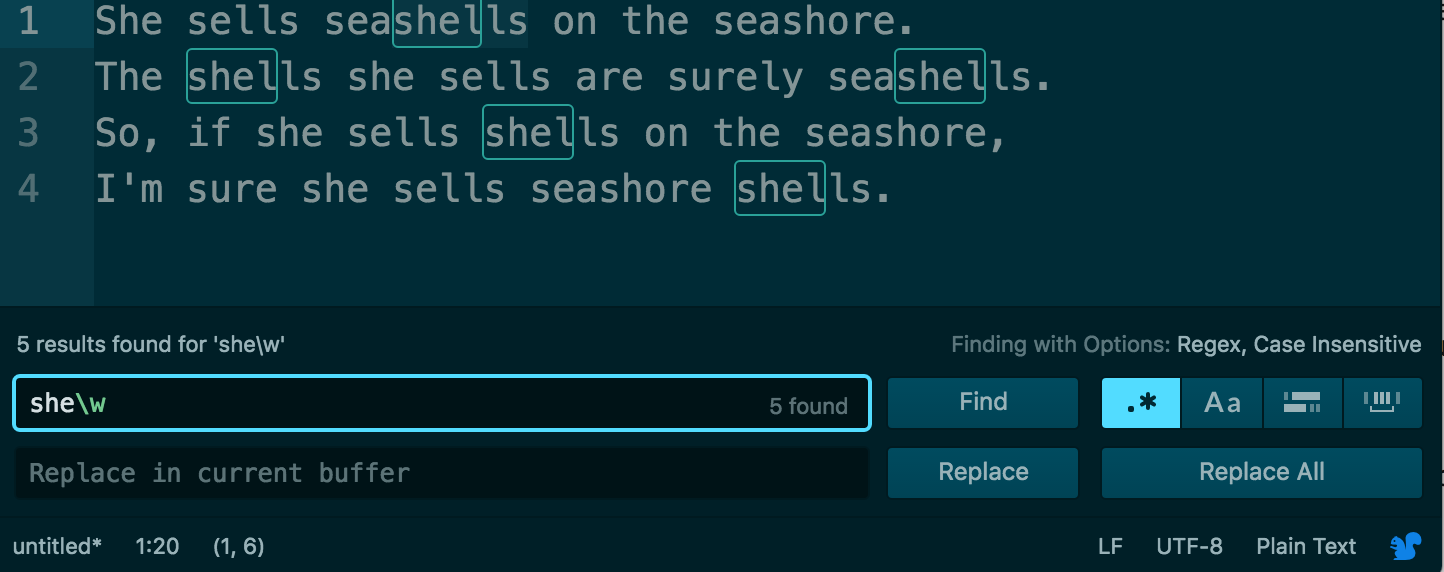 1 She sells seashells on the seashore.
2 The shells she sells are surely seashells.
3 So, if she sells shells on the seashore,
4 I'm sure she sells seashore shells.
5 results found for 'she\w' Finding with Options: Regex, Case Insensitive
she\w 5 found Find .* Aa
Replace in current buffer Replace Replace All
untitled* 1:20 (1, 6) LF UTF-8 Plain Text